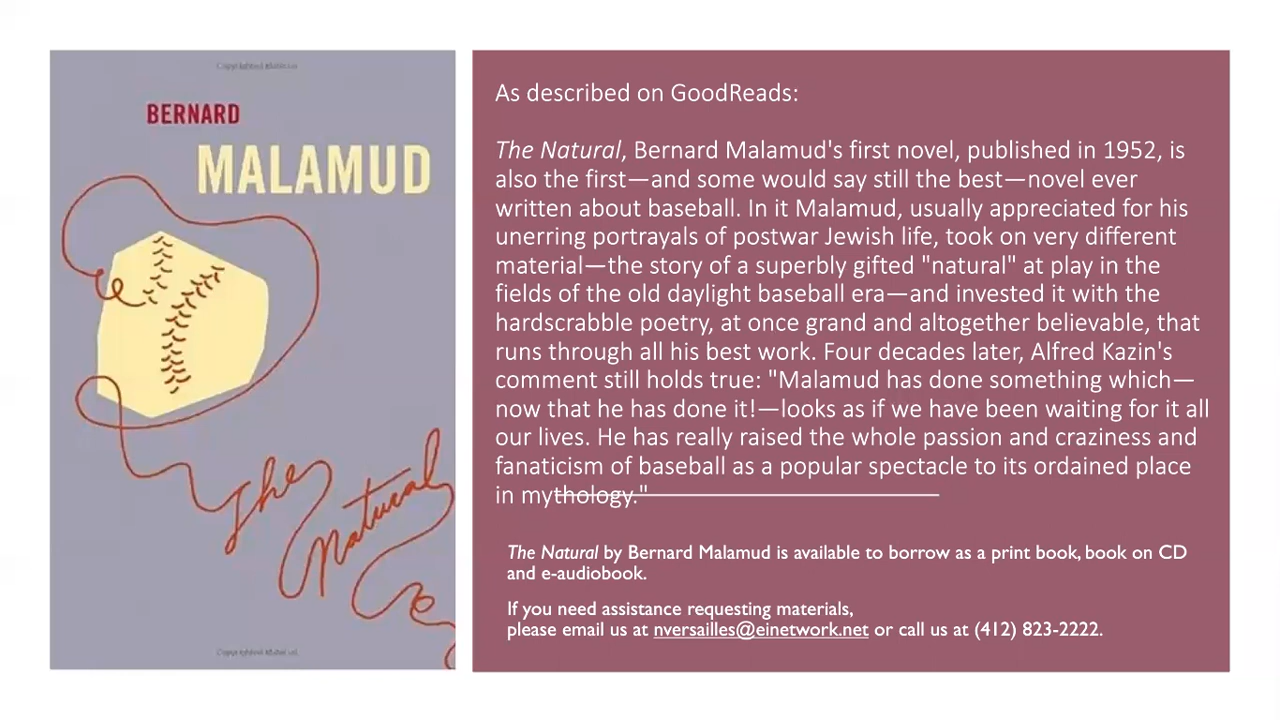 Copyrighted Material
BERNARD
MALAMUD
The
Natural
Copyrighted Material
As described on GoodReads:
The Natural, Bernard Malamud's first novel, published in 1952, is
also the first—and some would say still the best—novel ever
written about baseball. In it Malamud, usually appreciated for his
unerring portrayals of postwar Jewish life, took on very different
material—the story of a superbly gifted "natural" at play in the
fields of the old daylight baseball era—and invested it with the
hardscrabble poetry, at once grand and altogether believable, that
runs through all his best work. Four decades later, Alfred Kazin's
comment still holds true: "Malamud has done something which—
now that he has done it!—looks as if we have been waiting for it all
our lives. He has really raised the whole passion and craziness and
fanaticism of baseball as a popular spectacle to its ordained place
in mythology."
The Natural by Bernard Malamud is available to borrow as a print book, book on CD
and e-audiobook.
If you need assistance requesting materials,
please email us at nversailles@einetwork.net or call us at (412) 823-2222.